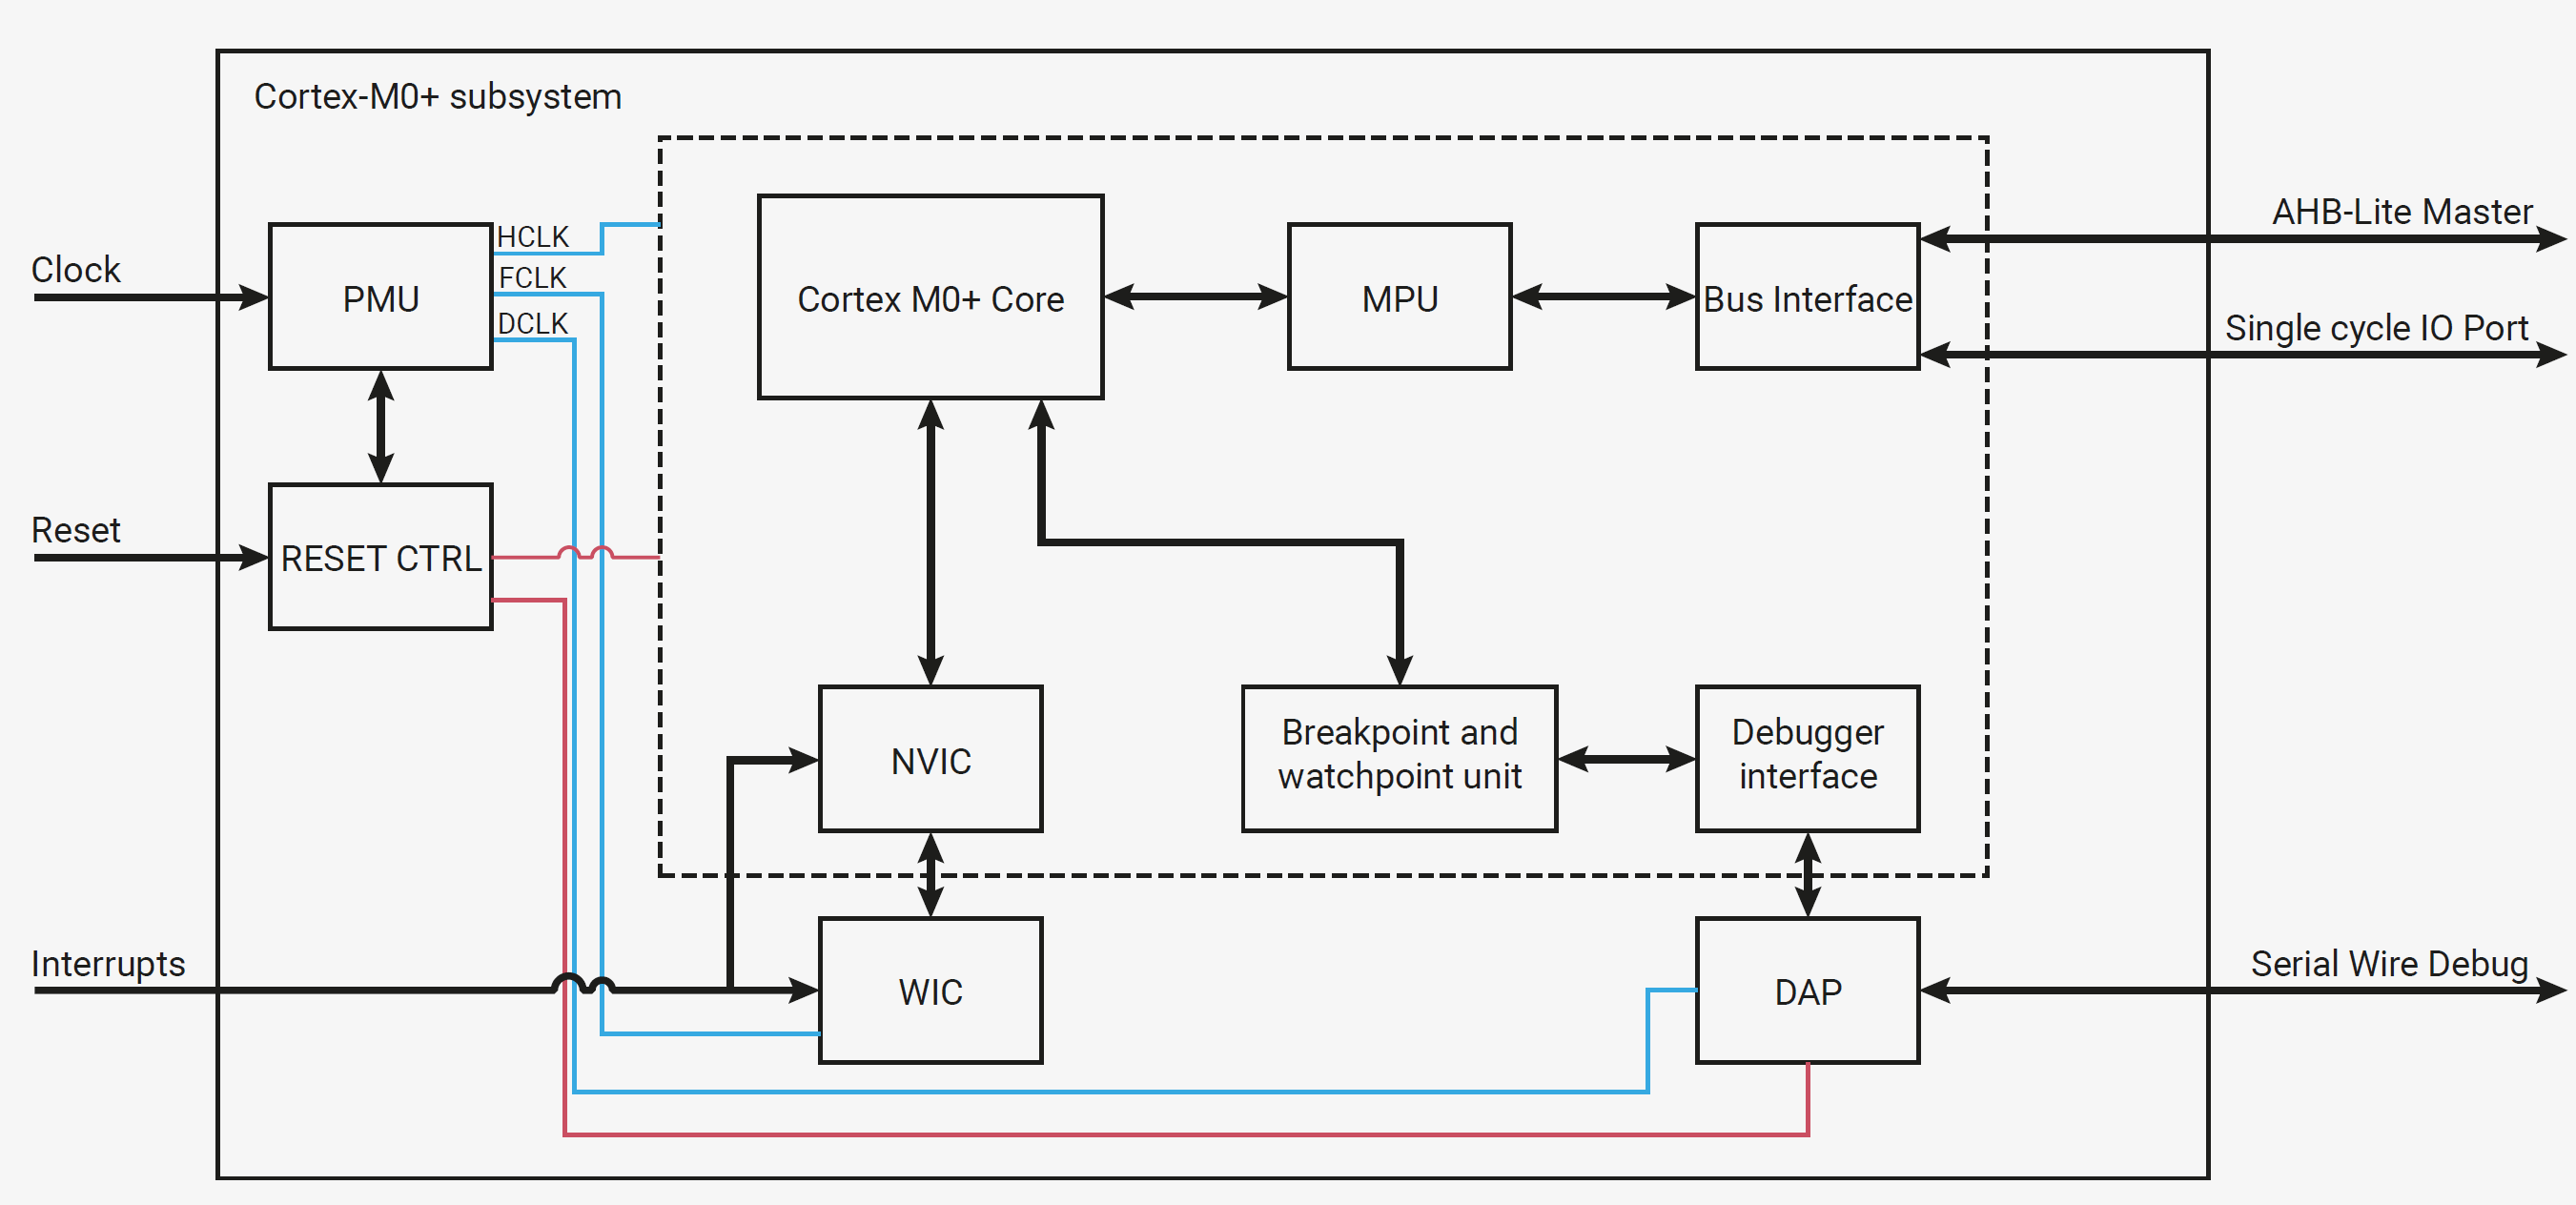 Cortex-M0+ subsystem
AHB-Lite Master
HCLK
Clock
FCLK
PMU
Cortex M0+ Core
MPU
Bus Interface
DCLK
Single cycle IO Port
Reset
RESET CTRL
NVIC
Breakpoint and
watchpoint unit
Debugger
interface
Interrupts
WIC
DAP
Serial Wire Debug